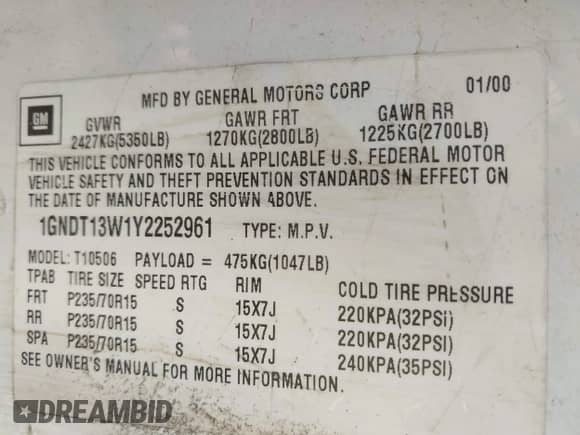 MFD BY GENERAL MOTORS CORP 01/00
GM
GVWR GAWR FRT GAWR RR
2427KG(5350LB) 1270KG(2800LB) 1225KG(2700LB)
THIS VEHICLE CONFORMS TO ALL APPLICABLE U.S. FEDERAL MOTOR
VEHICLE SAFETY AND THEFT PREVENTION STANDARDS IN EFFECT ON
THE DATE OF MANUFACTURE SHOWN ABOVE.
1GNDT13W1Y2252961 TYPE: M.P.V.
MODEL: T10506 PAYLOAD = 475KG(1047LB)
TPAB TIRE SIZE SPEED RTG RIM COLD TIRE PRESSURE
FRT P235/70R15 S 15X7J 220KPA(32PSI)
RR P235/70R15 S 15X7J 220KPA(32PSI)
SPA P235/70R15 S 15X7J 240KPA(35PSI)
SEE OWNER'S MANUAL FOR MORE INFORMATION.
DREAMBID